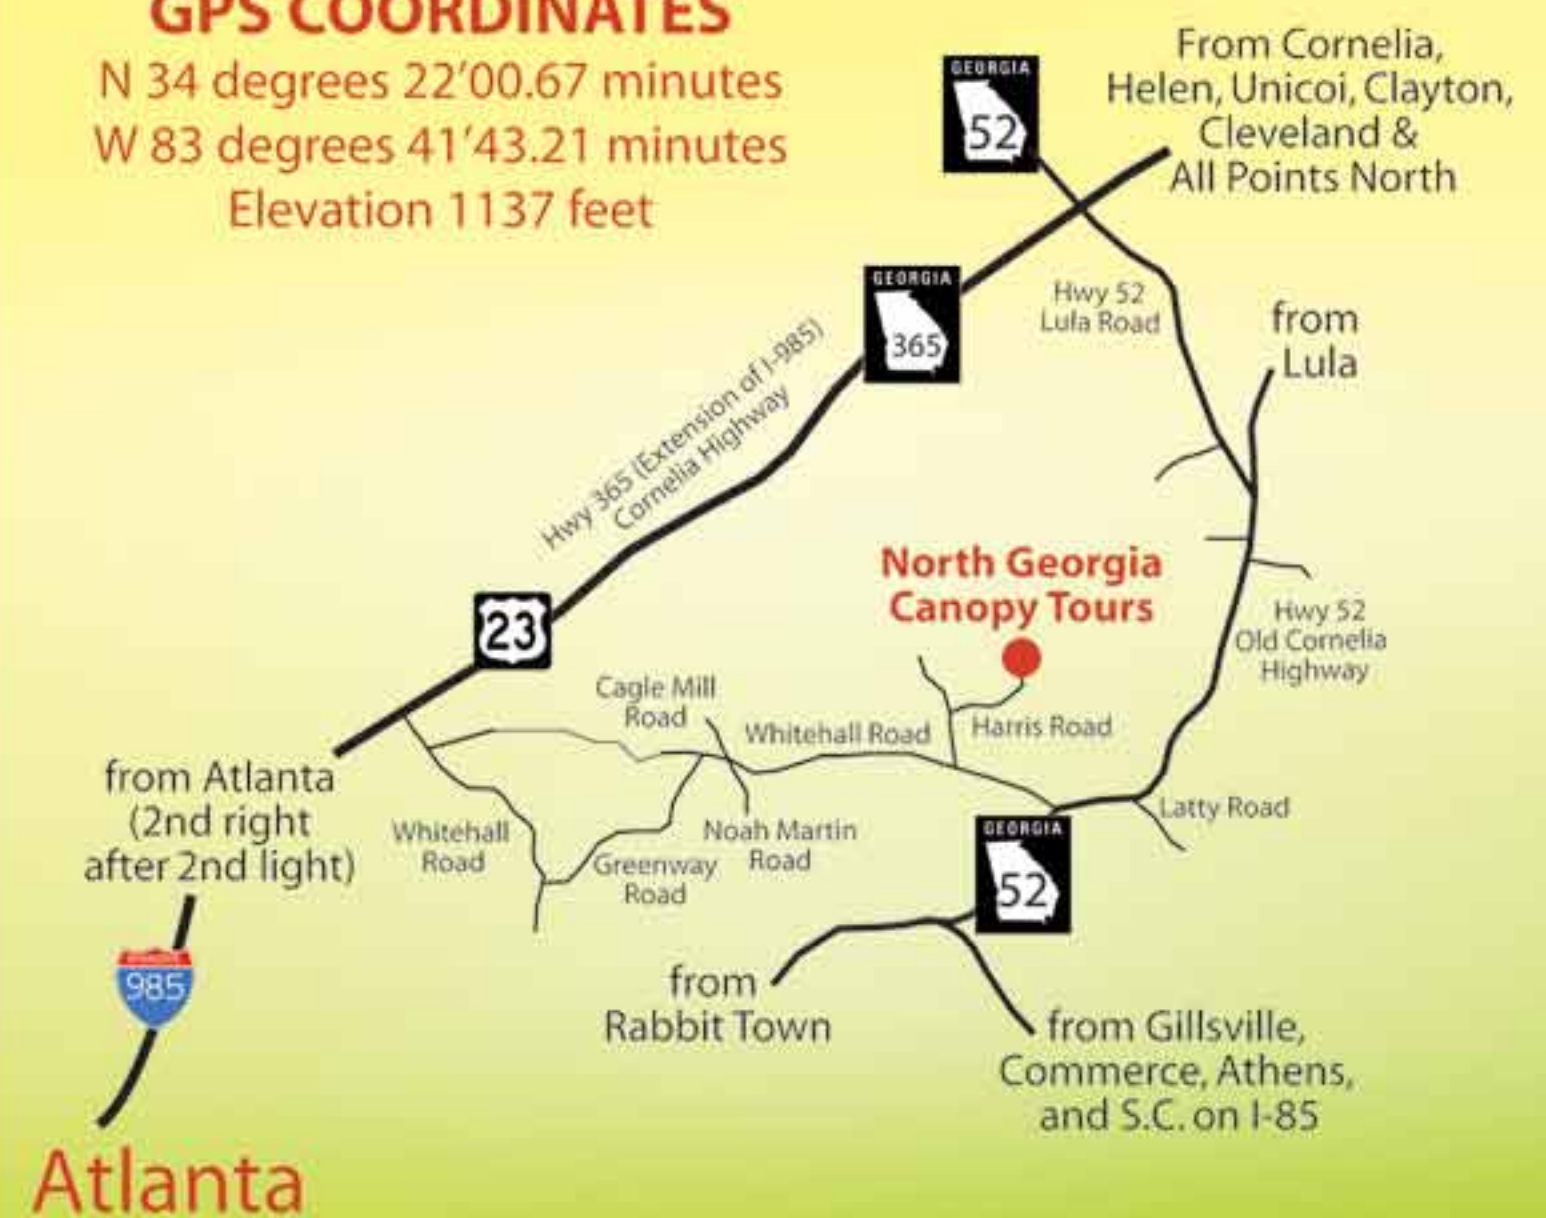 GPS COORDINATES
N 34 degrees 22'00.67 minutes
W 83 degrees 41'43.21 minutes
Elevation 1137 feet
GEORGIA
52
From Cornelia,
Helen, Unicoi, Clayton,
Cleveland &
All Points North
GEORGIA
365
Hwy 52
Lula Road
from
Lula
Hwy 365 (Extension of I-985)
Cornelia Highway
North Georgia
Canopy Tours
23
Hwy 52
Old Cornelia
Highway
Cagle Mill
Road
Whitehall Road
Harris Road
from Atlanta
(2nd right
after 2nd light)
Whitehall
Road
Greenway
Road
Noah Martin
Road
Latty Road
GEORGIA
52
985
from
Rabbit Town
from Gillsville,
Commerce, Athens,
and S.C. on I-85
Atlanta